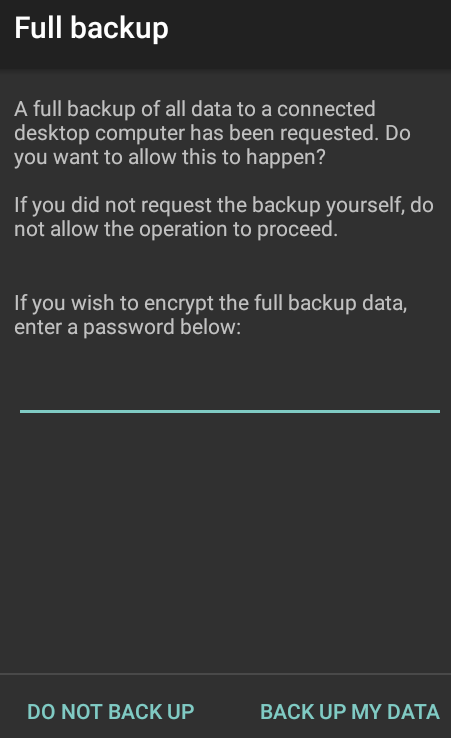 Full backup
A full backup of all data to a connected
desktop computer has been requested. Do
you want to allow this to happen?
If you did not request the backup yourself, do
not allow the operation to proceed.
If you wish to encrypt the full backup data,
enter a password below:
DO NOT BACK UP
BACK UP MY DATA